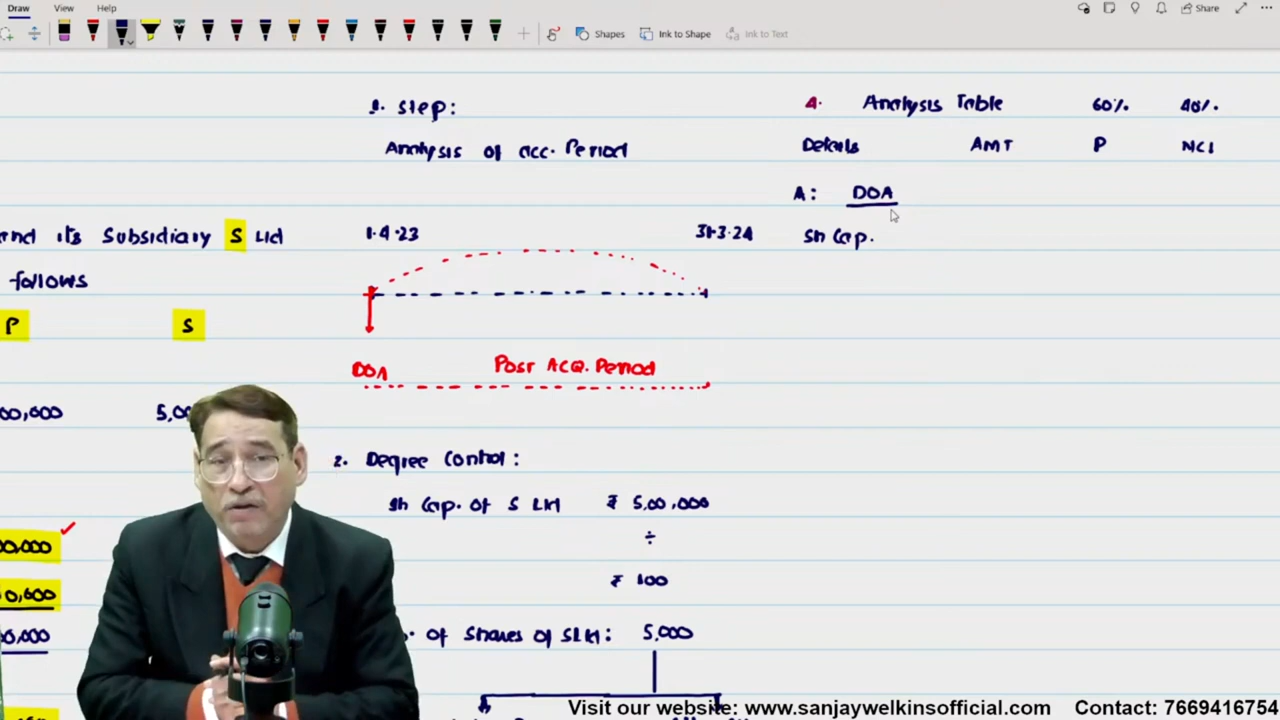 Draw View Help
Share
Shapes Ink to Shape Ink to Text
and its Subsidiary S Ltd
follows
P S
1. Step:
Analysis of acc. Period
1.4.23 31.3.24
DOA Post ACQ. Period
2. Degree Control:
Sh Cap. of S Ltd ₹ 5,00,000
÷
₹ 100
of Shares of S Ltd: 5,000
4. Analysis Table 60% 40%
Details AMT P NCI
A: DOA
Sh Cap.
Visit our website: www.sanjaywelkinsofficial.com Contact: 7669416754